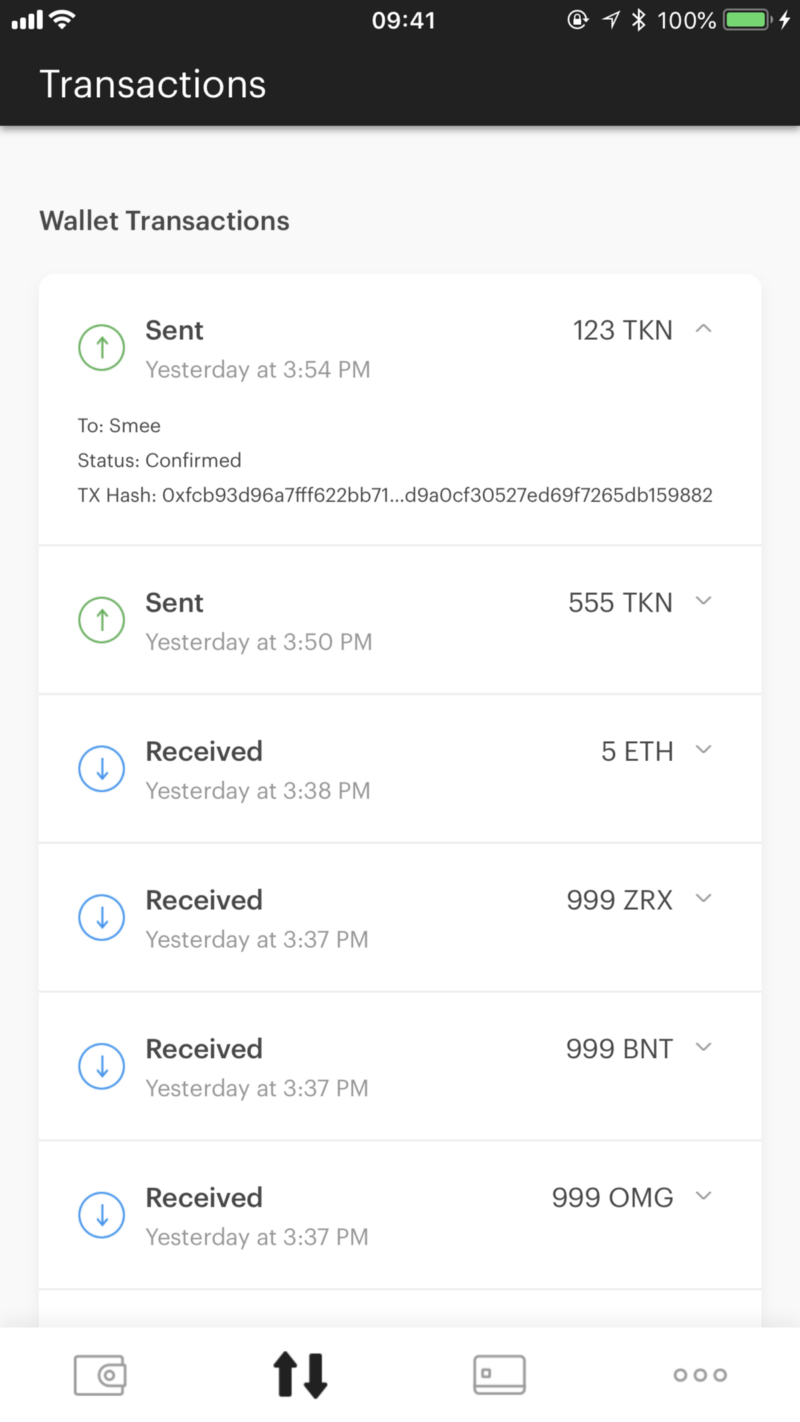 09:41 100%
Transactions
Wallet Transactions
Sent 123 TKN
Yesterday at 3:54 PM
To: Smee
Status: Confirmed
TX Hash: 0xfcb93d96a7fff622bb71...d9a0cf30527ed69f7265db159882
Sent 555 TKN
Yesterday at 3:50 PM
Received 5 ETH
Yesterday at 3:38 PM
Received 999 ZRX
Yesterday at 3:37 PM
Received 999 BNT
Yesterday at 3:37 PM
Received 999 OMG
Yesterday at 3:37 PM